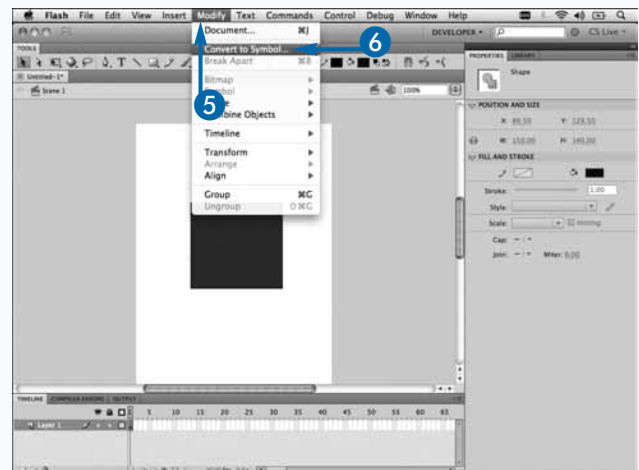 Flash File Edit View Insert Modify Text Commands Control Debug Window Help
DEVELOPER CS Live
TOOLS
Untitled-1*
Scene 1
100%
Document... ⌘J
Convert to Symbol...
Break Apart ⌘B
Bitmap
Symbol
Combine Objects
Timeline
Transform
Arrange
Align
Group ⌘G
Ungroup ⇧⌘G
5
6
PROPERTIES LIBRARY
Shape
POSITION AND SIZE
X: Y:
W: H: 140.00
FILL AND STROKE
Stroke: 1.00
Style:
Scale: Hinting
Cap:
Join: Miter:
TIMELINE COMPILER ERRORS OUTPUT
5 10 15 20 25 30 35 40 45 50 55 60 65
Layer 1